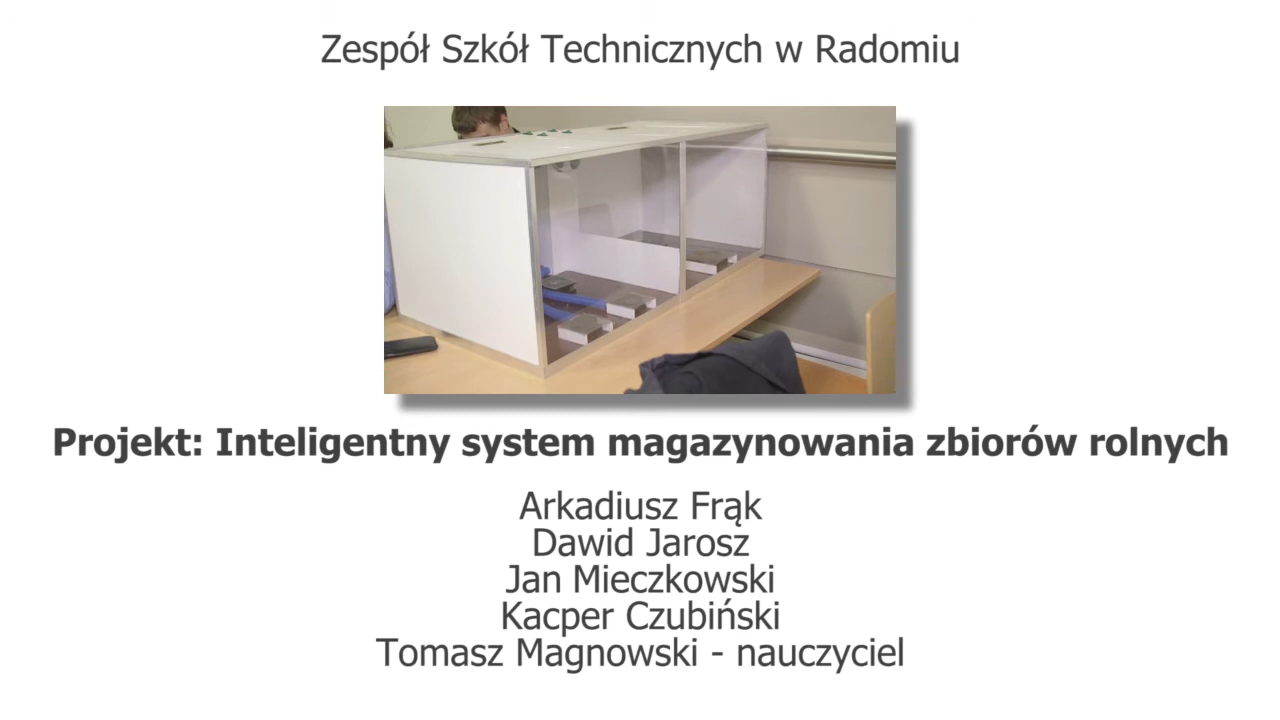 Zespół Szkół Technicznych w Radomiu
Projekt: Inteligentny system magazynowania zbiorów rolnych
Arkadiusz Frąk
Dawid Jarosz
Jan Mieczkowski
Kacper Czubiński
Tomasz Magnowski - nauczyciel